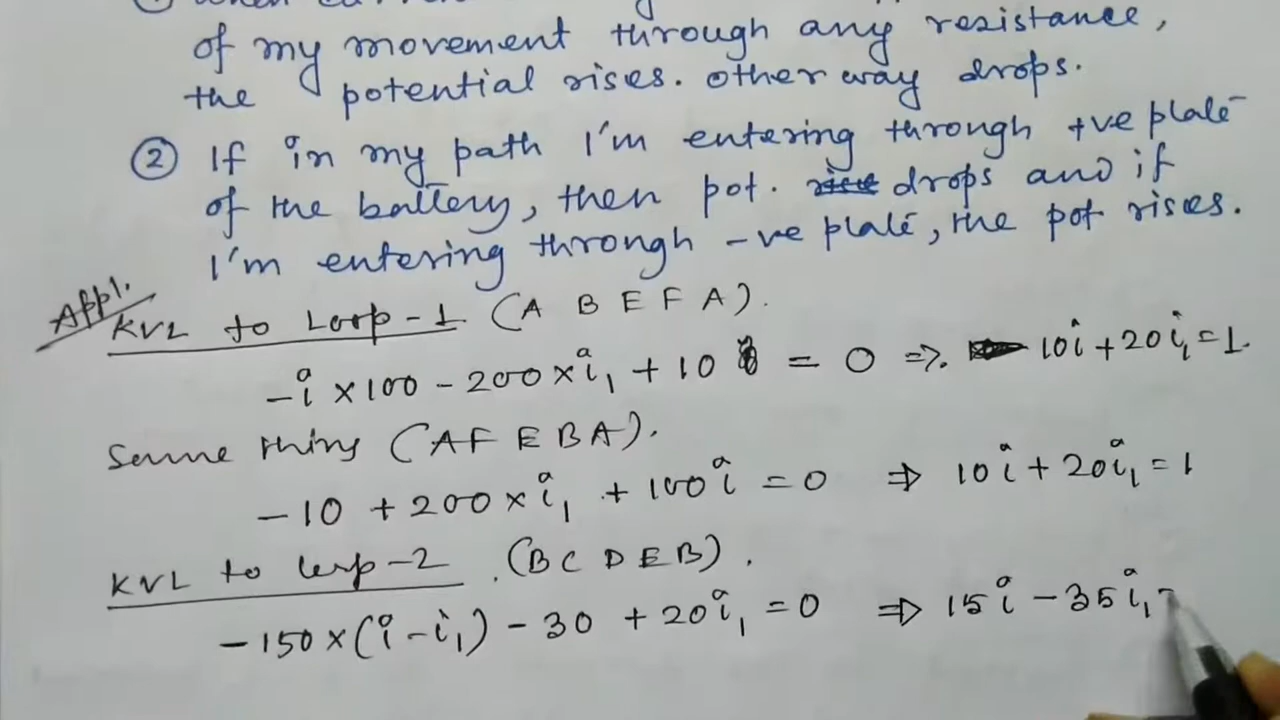 of my movement through any resistance,
the potential rises. other way drops.
② If in my path I'm entering through +ve plate
of the battery, then pot. drops and if
I'm entering through -ve plate, the pot rises.
Appl.
KVL to Loop-1 (A B E F A).
-i × 100 - 200 × i₁ + 10 = 0 ⇒ 10i + 20i₁ = 1.
Same thing (A F E B A).
-10 + 200 × i₁ + 100i = 0 ⇒ 10i + 20i₁ = 1
KVL to loop-2. (B C D E B).
-150 × (i - i₁) - 30 + 20i₁ = 0 ⇒ 15i - 35i₁